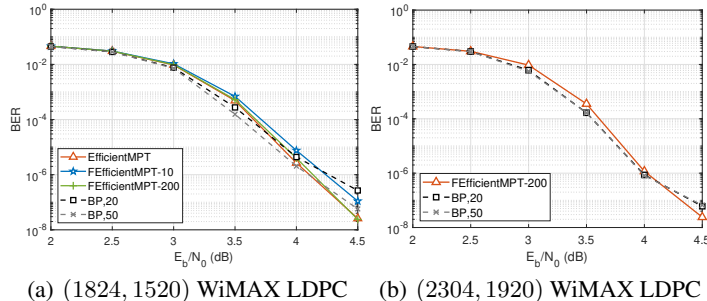 10^0
10^-2
10^-4
10^-6
10^-8
BER
2
2.5
3
3.5
4
4.5
E_b/N_0 (dB)
EfficientMPT
FEfficientMPT-10
FEfficientMPT-200
BP,20
BP,50
(a) (1824, 1520) WiMAX LDPC
10^0
10^-2
10^-4
10^-6
10^-8
BER
2
2.5
3
3.5
4
4.5
E_b/N_0 (dB)
FEfficientMPT-200
BP,20
BP,50
(b) (2304, 1920) WiMAX LDPC